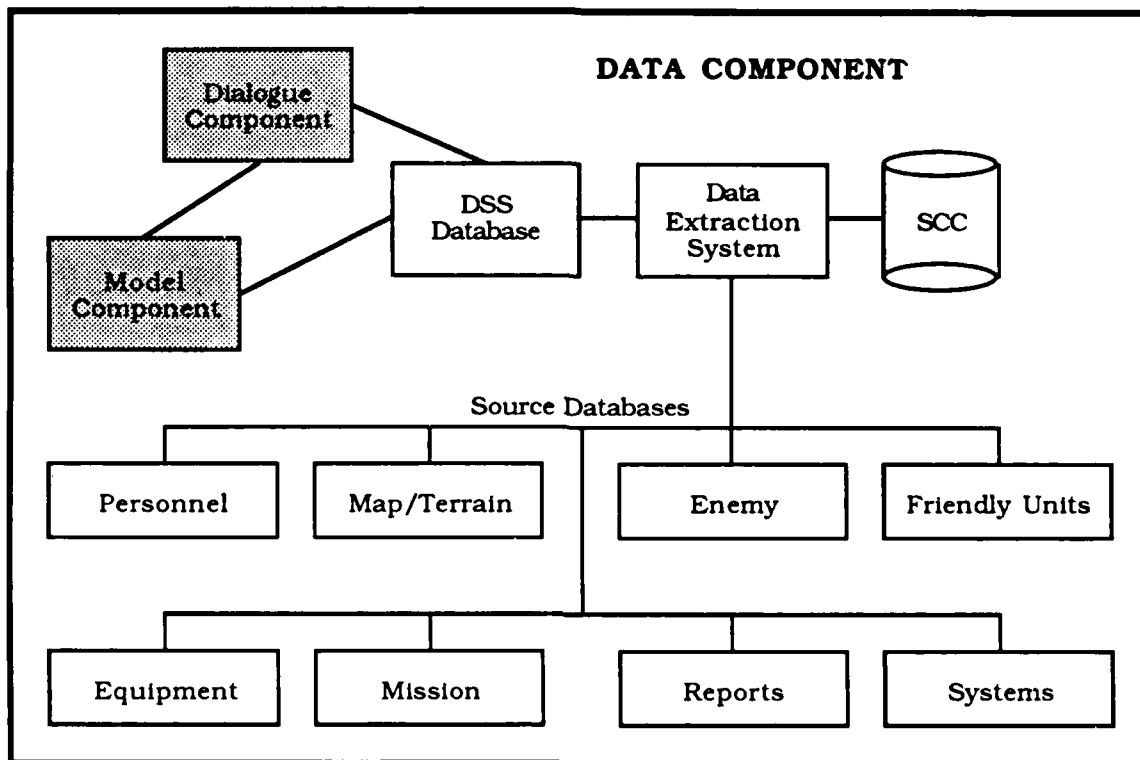 DATA COMPONENT
Dialogue
Component
DSS
Database
Data
Extraction
System
SCC
Model
Component
Source Databases
Personnel
Map/Terrain
Enemy
Friendly Units
Equipment
Mission
Reports
Systems